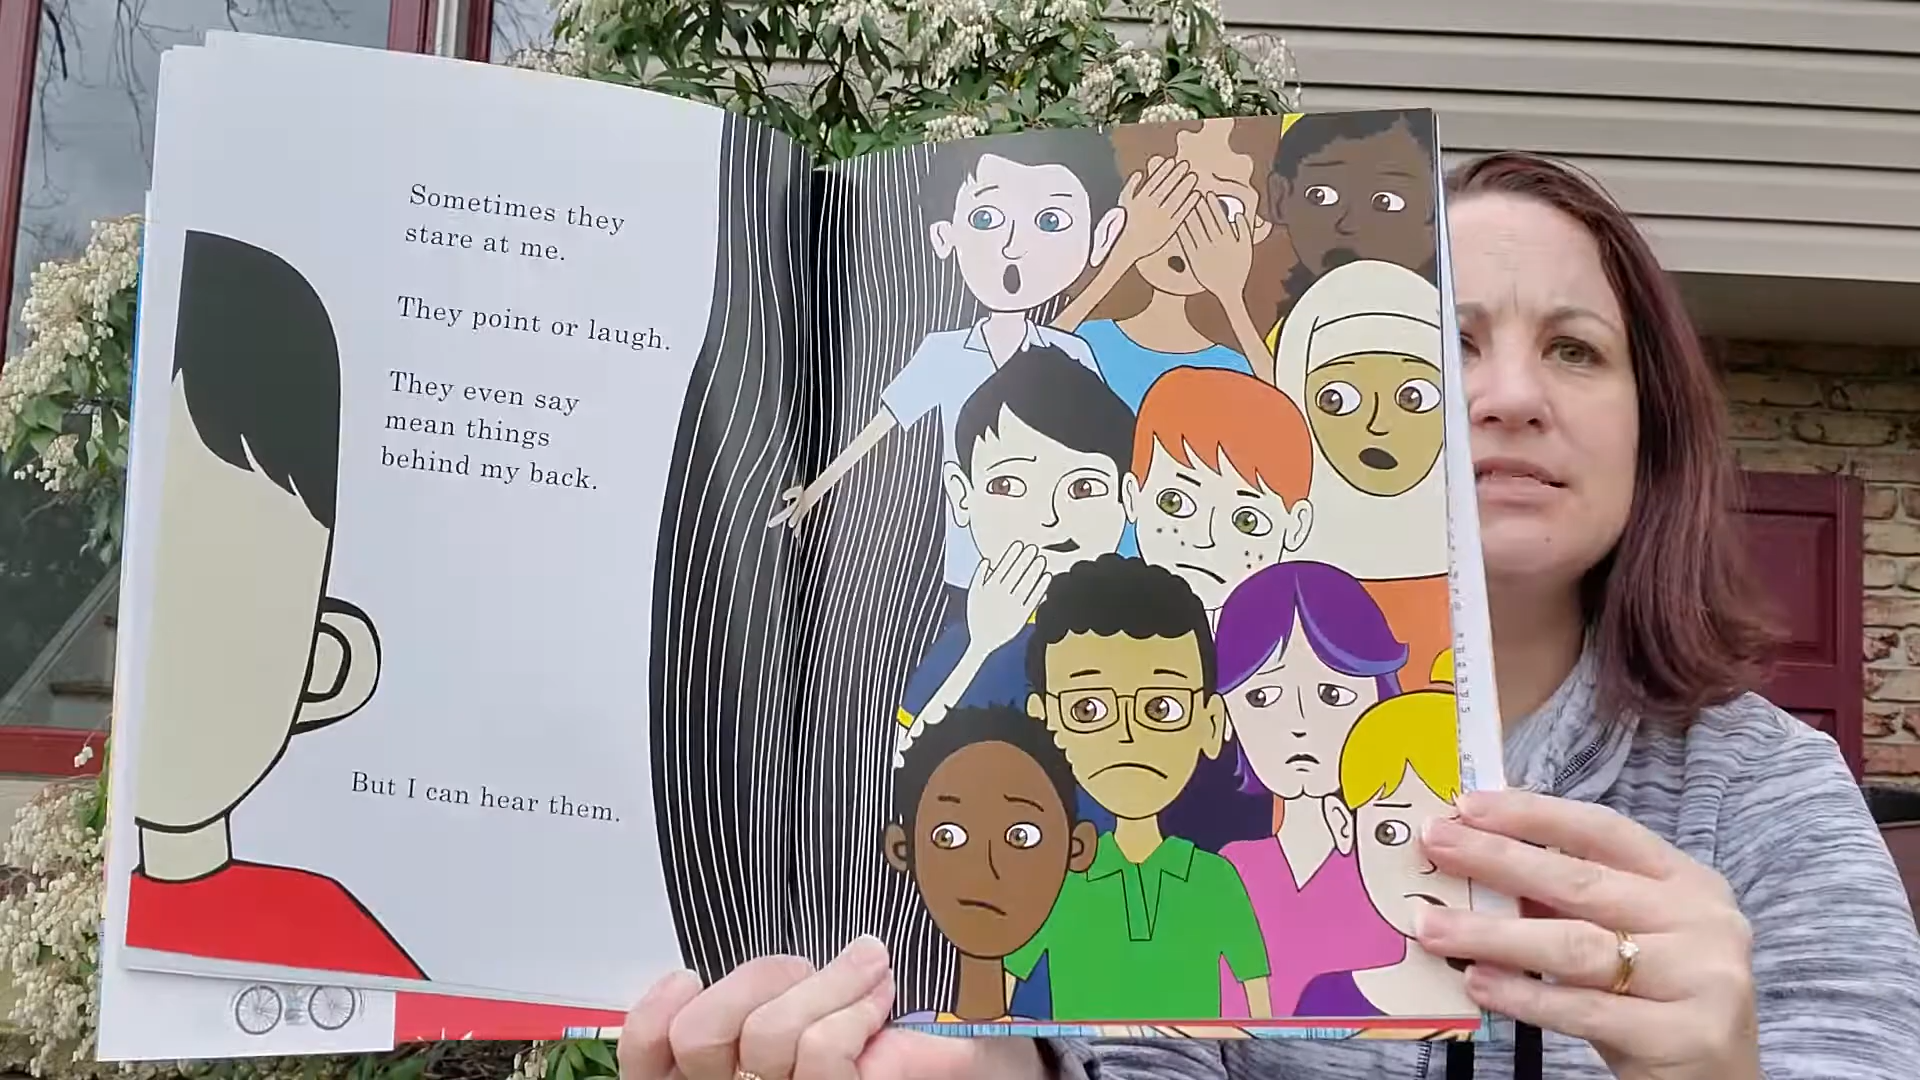 Sometimes they
stare at me.
They point or laugh.
They even say
mean things
behind my back.
But I can hear them.